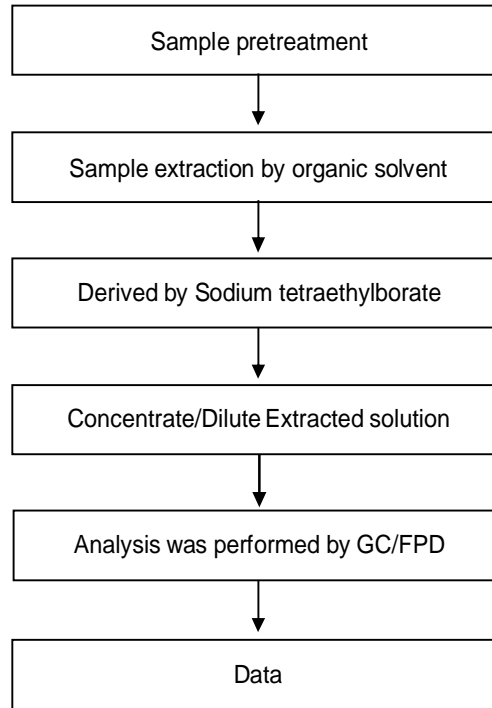 Sample pretreatment
Sample extraction by organic solvent
Derived by Sodium tetraethylborate
Concentrate/Dilute Extracted solution
Analysis was performed by GC/FPD
Data